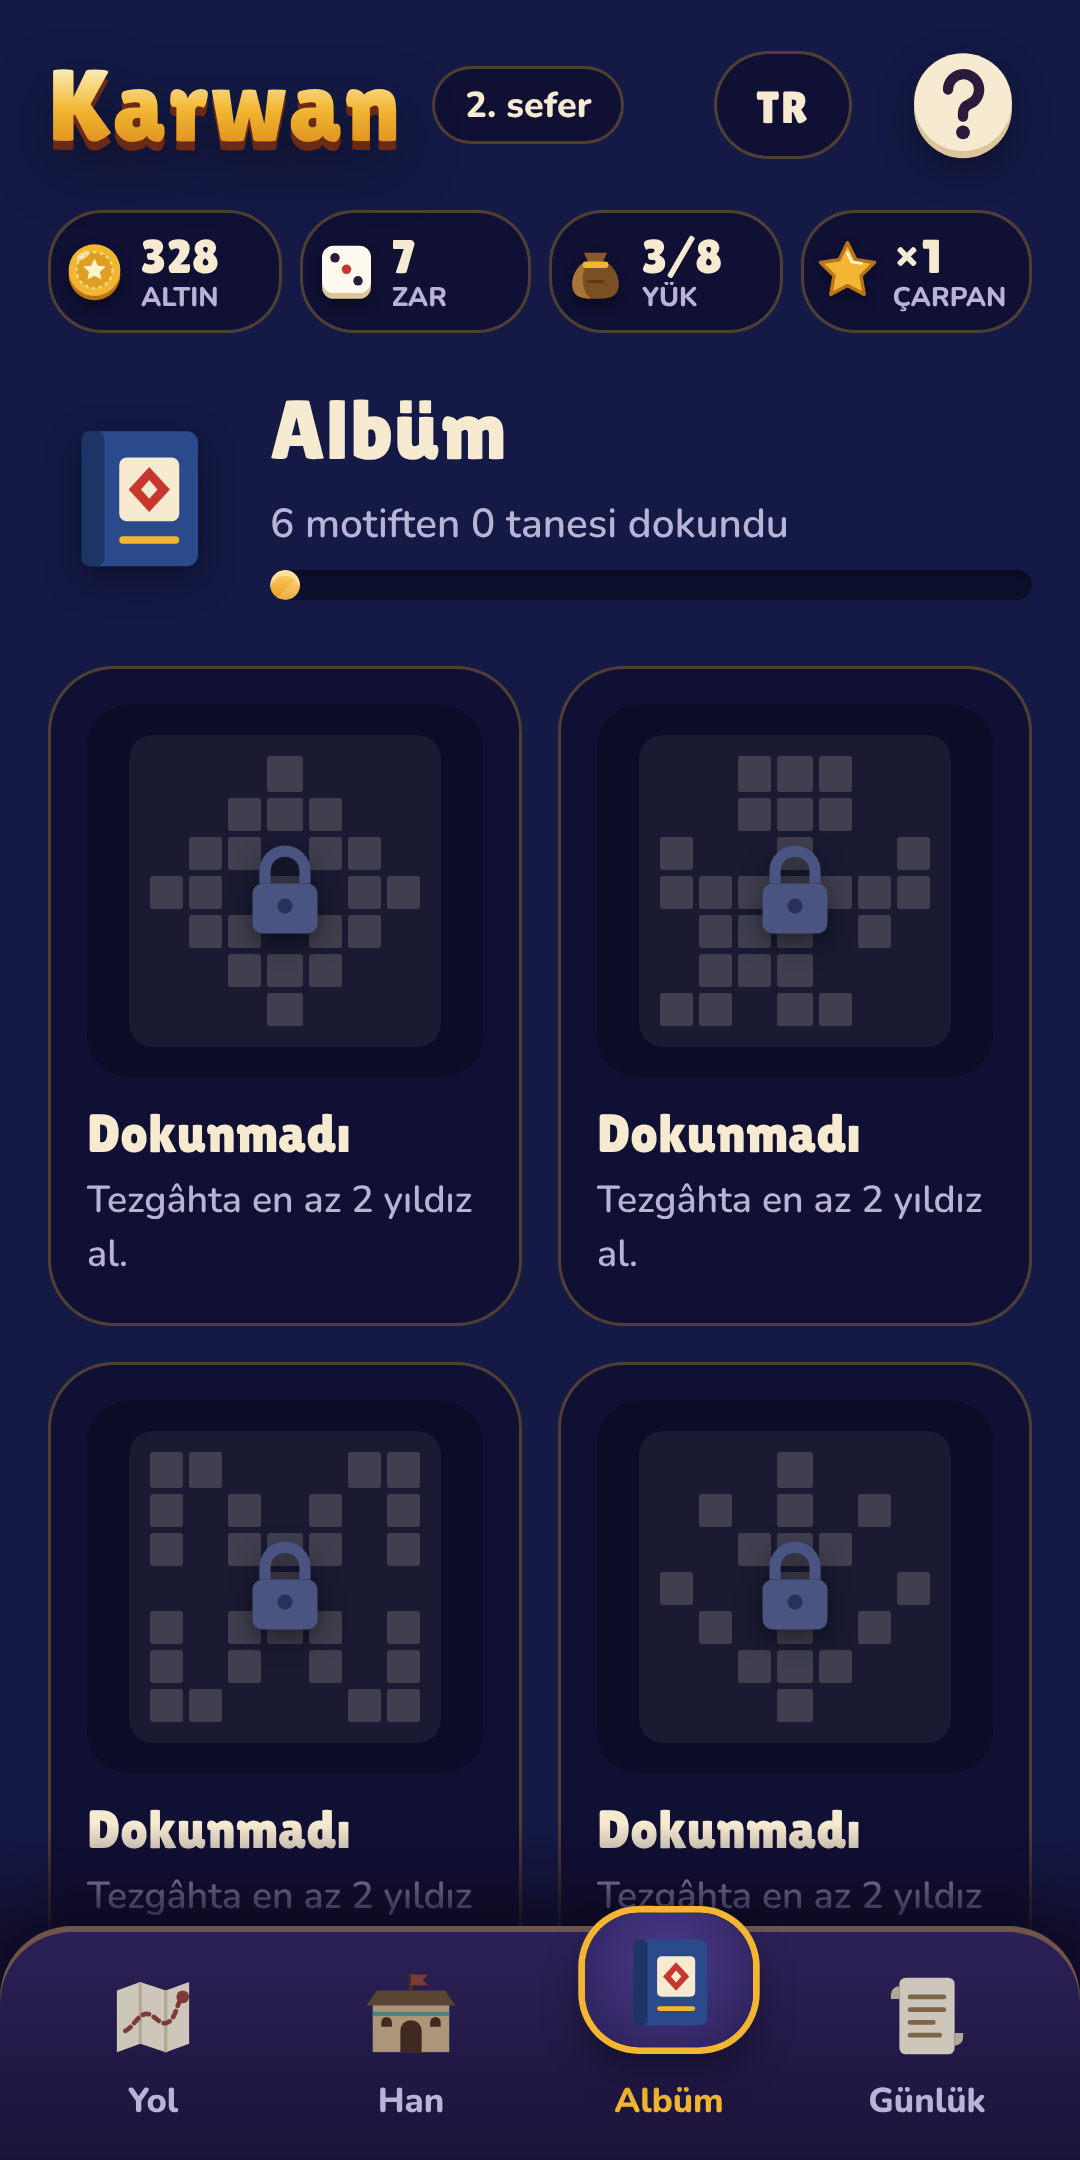 Karwan
2. sefer
TR
?
328
ALTIN
7
ZAR
3/8
YÜK
×1
ÇARPAN
Albüm
6 motiften 0 tanesi dokundu
Dokunmadı
Tezgâhta en az 2 yıldız
al.
Dokunmadı
Tezgâhta en az 2 yıldız
al.
Dokunmadı
Tezgâhta en az 2 yıldız
Dokunmadı
Tezgâhta en az 2 yıldız
Yol
Han
Albüm
Günlük